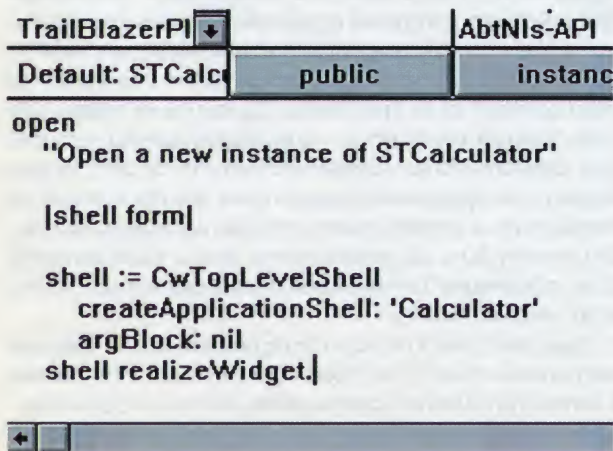 TrailBlazerPl AbtNls-API
Default: STCalcu public instanc
open
"Open a new instance of STCalculator"
|shell form|
shell := CwTopLevelShell
createApplicationShell: 'Calculator'
argBlock: nil
shell realizeWidget.|